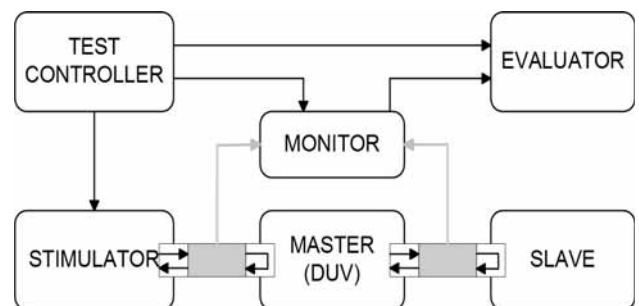 TEST
CONTROLLER
EVALUATOR
MONITOR
STIMULATOR
MASTER
(DUV)
SLAVE